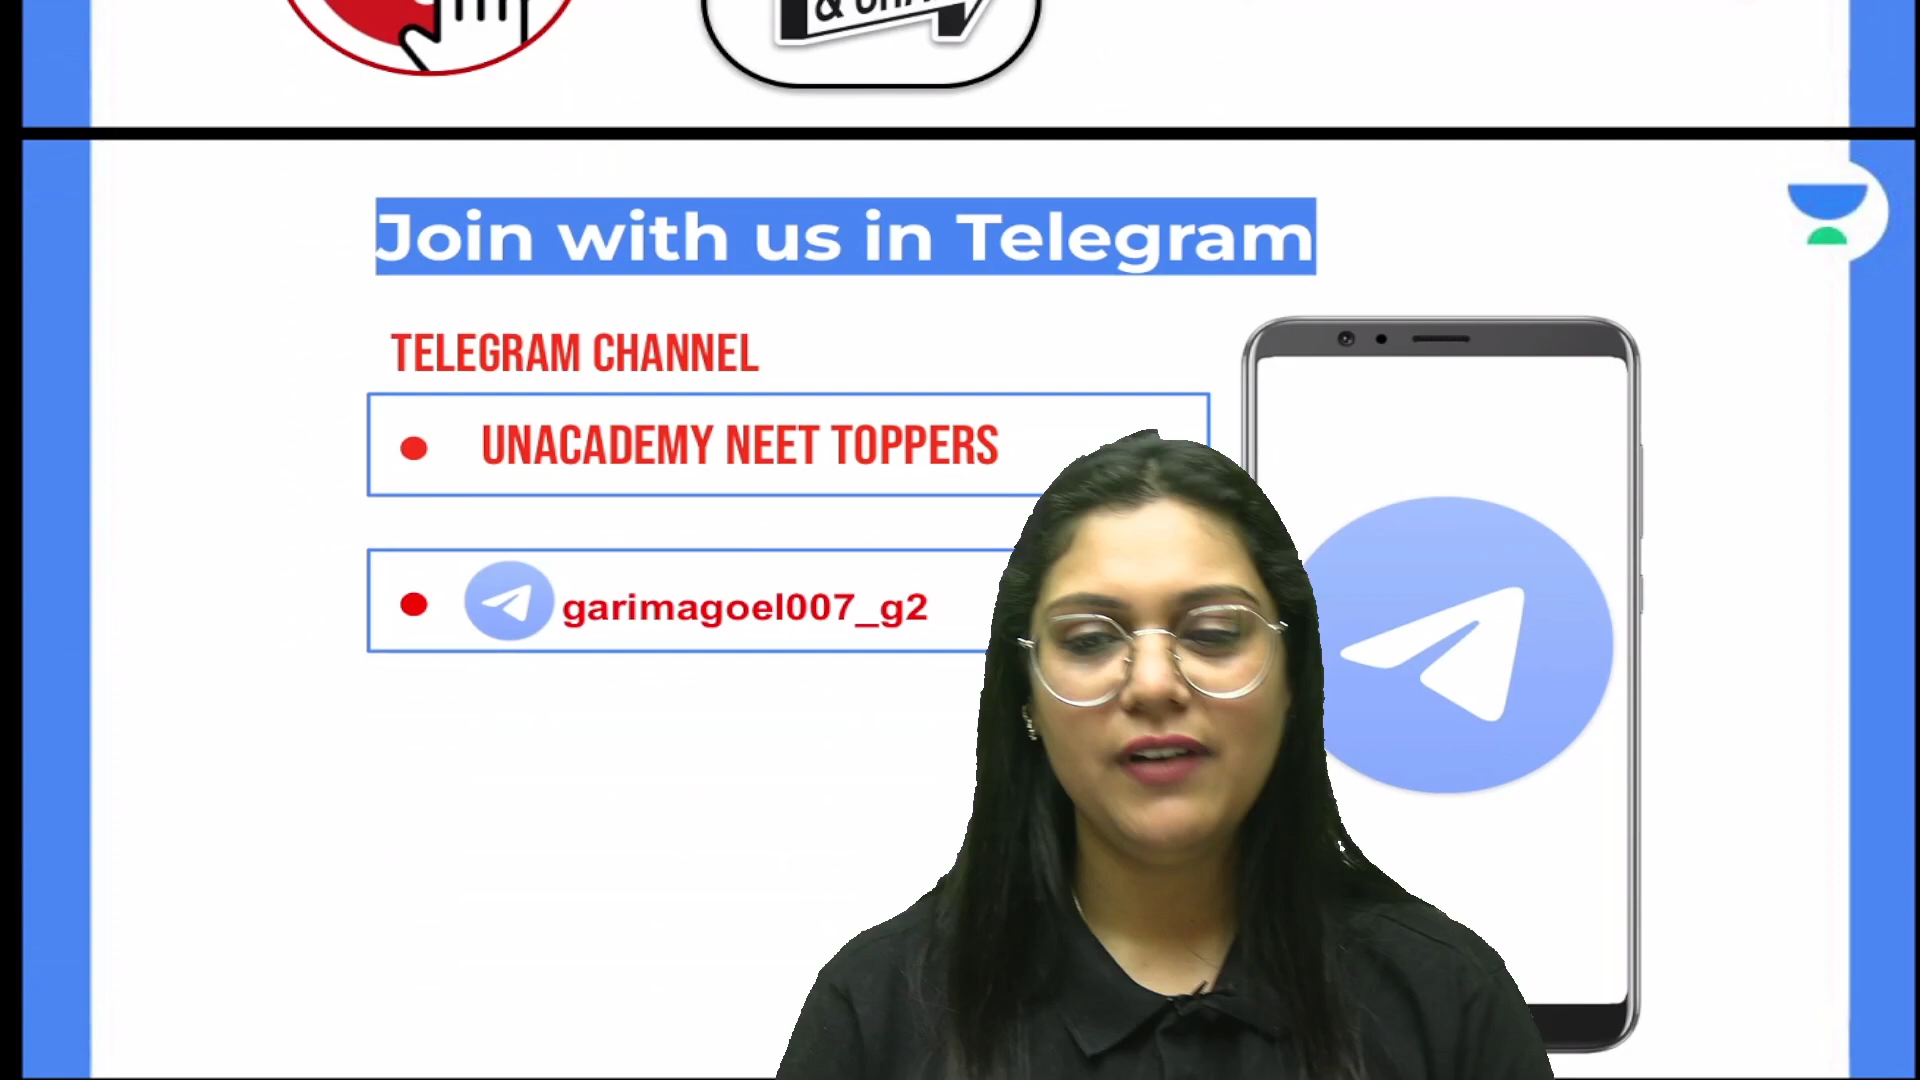 Join with us in Telegram
TELEGRAM CHANNEL
UNACADEMY NEET TOPPERS
garimagoel007_g2